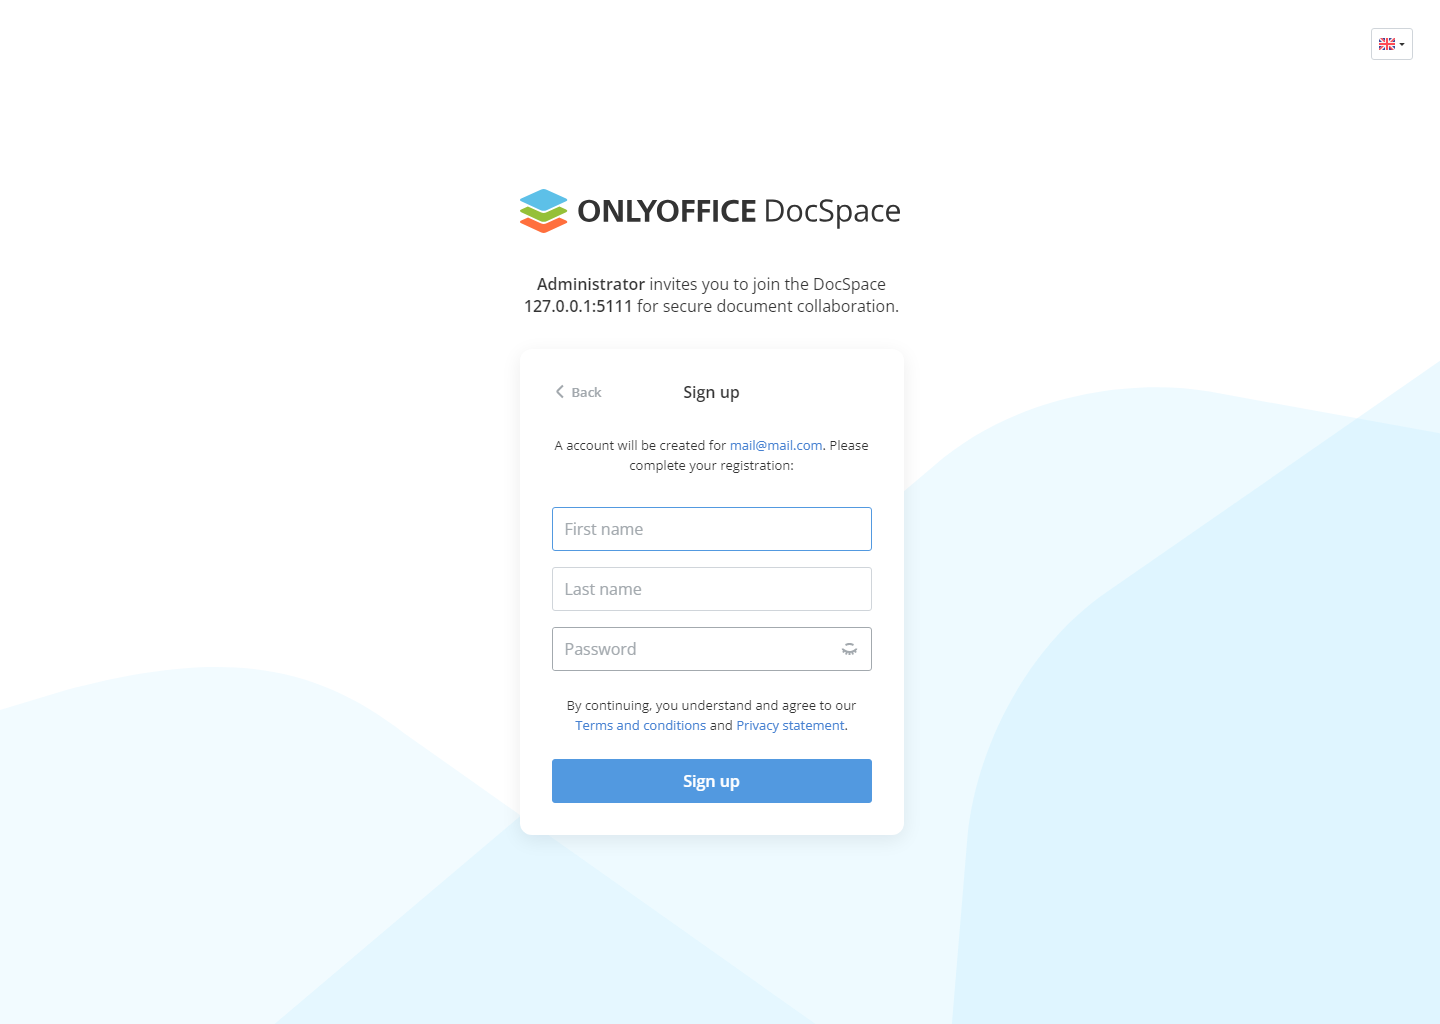 ONLYOFFICE DocSpace
Administrator invites you to join the DocSpace
127.0.0.1:5111 for secure document collaboration.
Back
Sign up
A account will be created for mail@mail.com. Please
complete your registration:
First name
Last name
Password
By continuing, you understand and agree to our
Terms and conditions and Privacy statement.
Sign up